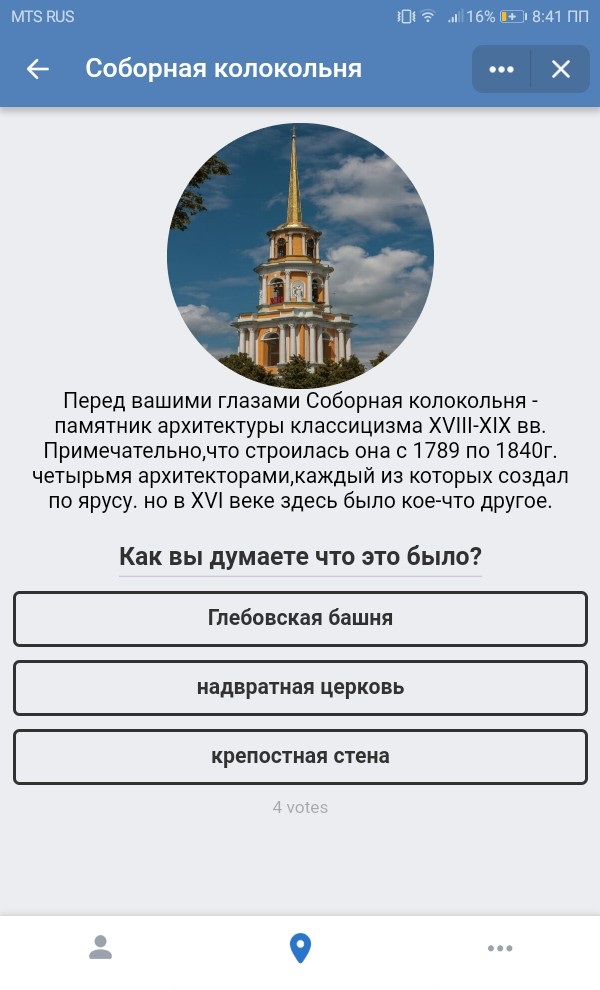 MTS RUS 16% 8:41 ПП
Соборная колокольня
Перед вашими глазами Соборная колокольня -
памятник архитектуры классицизма XVIII-XIX вв.
Примечательно,что строилась она с 1789 по 1840г.
четырьмя архитекторами,каждый из которых создал
по ярусу. но в XVI веке здесь было кое-что другое.
Как вы думаете что это было?
Глебовская башня
надвратная церковь
крепостная стена
4 votes